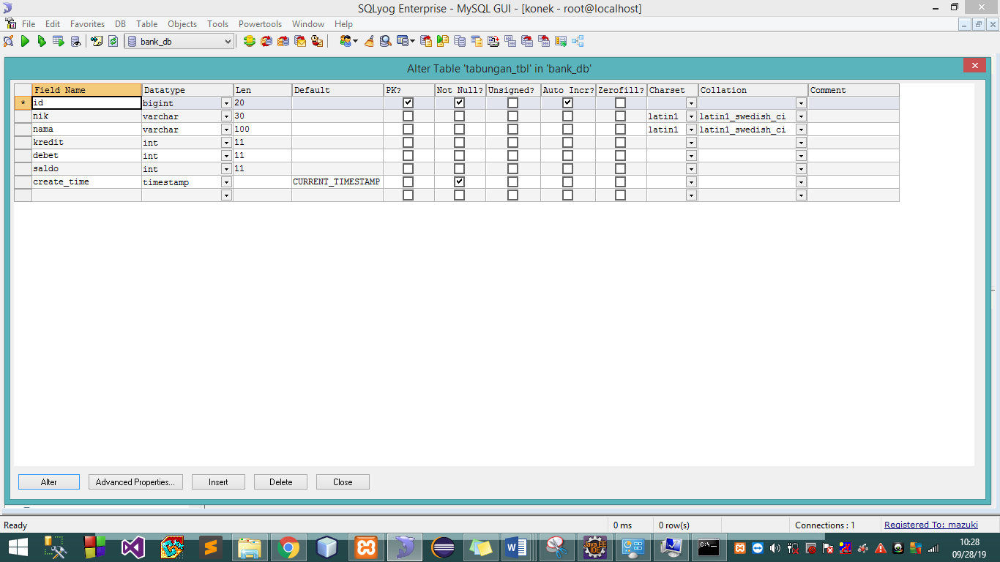 SQLyog Enterprise - MySQL GUI - [konek - root@localhost]
File Edit Favorites DB Table Objects Tools Powertools Window Help
bank_db
Alter Table 'tabungan_tbl' in 'bank_db'
Field Name Datatype Len Default PK? Not Null? Unsigned? Auto Incr? Zerofill? Charset Collation Comment
* id bigint 20
nik varchar 30 latin1 latin1_swedish_ci
nama varchar 100 latin1 latin1_swedish_ci
kredit int 11
debet int 11
saldo int 11
create_time timestamp CURRENT_TIMESTAMP
Alter Advanced Properties... Insert Delete Close
Ready 0 ms 0 row(s) Connections : 1 Registered To: mazuki
Java EE
IDE
C:\_
10:28
09/28/19